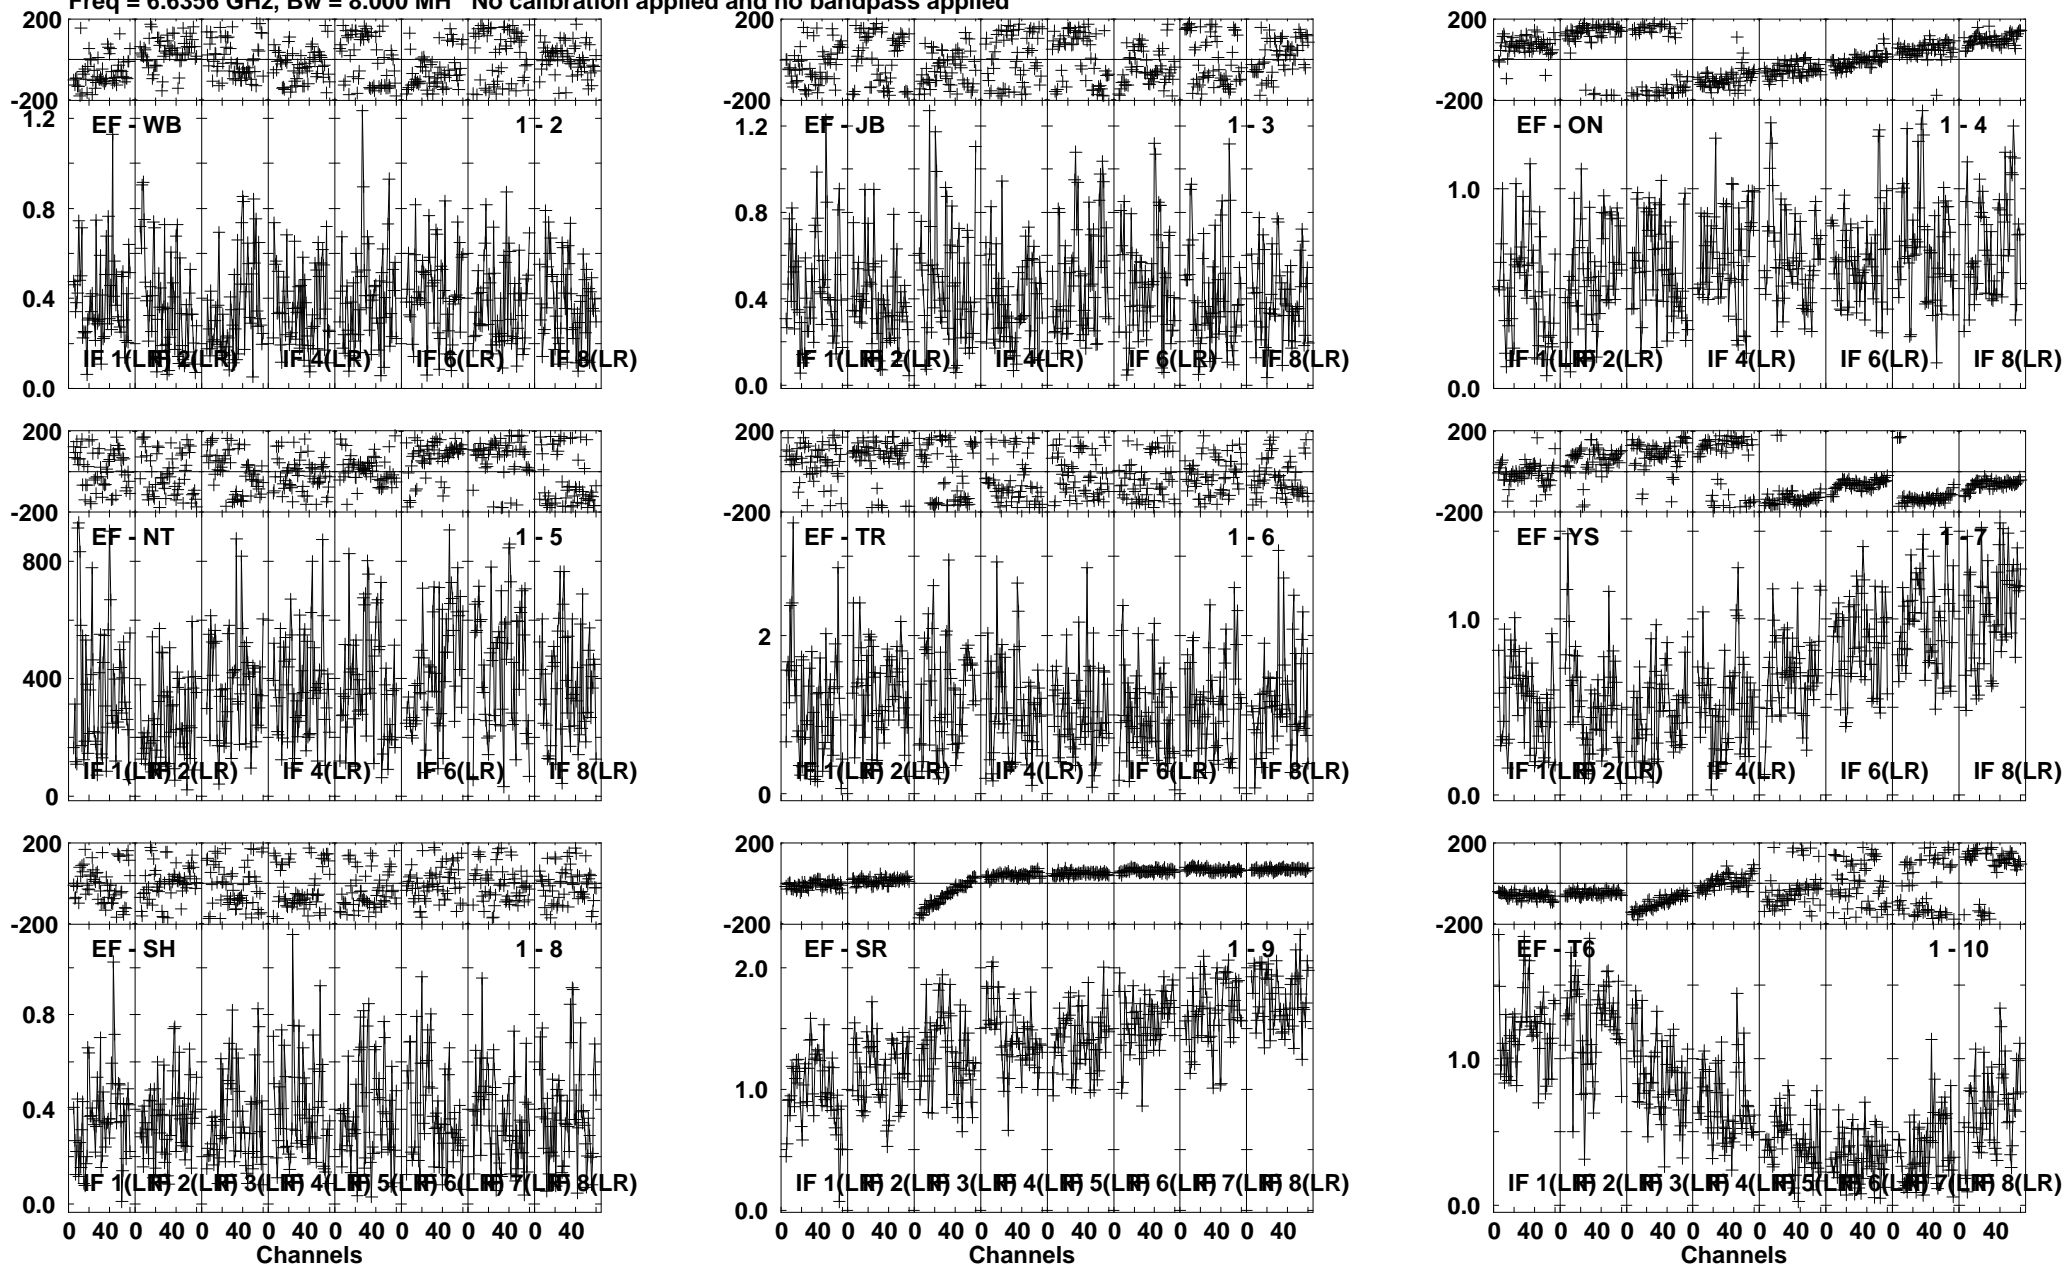 Freq = 6.6356 GHz, Bw = 8.000 MH No calibration applied and no bandpass applied
200
-200
1.2
0.8
0.4
0.0
EF - WB
1 - 2
IF 1(LR)
IF 2(LR)
IF 4(LR)
IF 6(LR)
IF 8(LR)
1.2
0.8
0.4
0.0
EF - JB
1 - 3
IF 1(LR)
IF 2(LR)
IF 4(LR)
IF 6(LR)
IF 8(LR)
200
-200
1.0
0.0
EF - ON
1 - 4
IF 1(LR)
IF 2(LR)
IF 4(LR)
IF 6(LR)
IF 8(LR)
200
-200
800
400
0
EF - NT
1 - 5
IF 1(LR)
IF 2(LR)
IF 4(LR)
IF 6(LR)
IF 8(LR)
200
-200
2
0
EF - TR
1 - 6
IF 1(LR)
IF 2(LR)
IF 4(LR)
IF 6(LR)
IF 8(LR)
200
-200
1.0
0.0
EF - YS
1 - 7
IF 1(LR)
IF 2(LR)
IF 4(LR)
IF 6(LR)
IF 8(LR)
200
-200
0.8
0.4
0.0
EF - SH
1 - 8
IF 1(LR)
IF 2(LR)
IF 3(LR)
IF 4(LR)
IF 5(LR)
IF 6(LR)
IF 7(LR)
IF 8(LR)
0 40 0 40 0 40 0 40 0 40 0 40 0 40 0 40
Channels
200
-200
2.0
1.0
0.0
EF - SR
1 - 9
IF 1(LR)
IF 2(LR)
IF 3(LR)
IF 4(LR)
IF 5(LR)
IF 6(LR)
IF 7(LR)
IF 8(LR)
0 40 0 40 0 40 0 40 0 40 0 40 0 40 0 40
Channels
200
-200
1.0
0.0
EF - T6
1 - 10
IF 1(LR)
IF 2(LR)
IF 3(LR)
IF 4(LR)
IF 5(LR)
IF 6(LR)
IF 7(LR)
IF 8(LR)
0 40 0 40 0 40 0 40 0 40 0 40 0 40 0 40
Channels